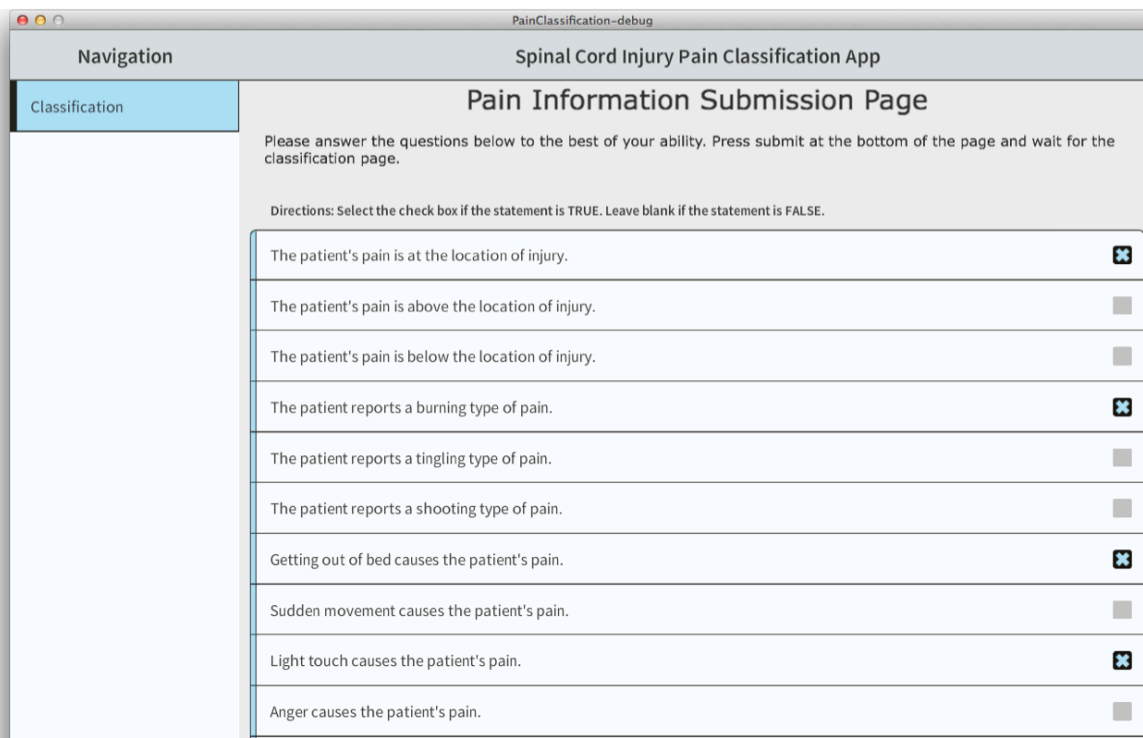 PainClassification-debug
Navigation
Spinal Cord Injury Pain Classification App
Classification
Pain Information Submission Page
Please answer the questions below to the best of your ability. Press submit at the bottom of the page and wait for the
classification page.
Directions: Select the check box if the statement is TRUE. Leave blank if the statement is FALSE.
The patient's pain is at the location of injury.
The patient's pain is above the location of injury.
The patient's pain is below the location of injury.
The patient reports a burning type of pain.
The patient reports a tingling type of pain.
The patient reports a shooting type of pain.
Getting out of bed causes the patient's pain.
Sudden movement causes the patient's pain.
Light touch causes the patient's pain.
Anger causes the patient's pain.